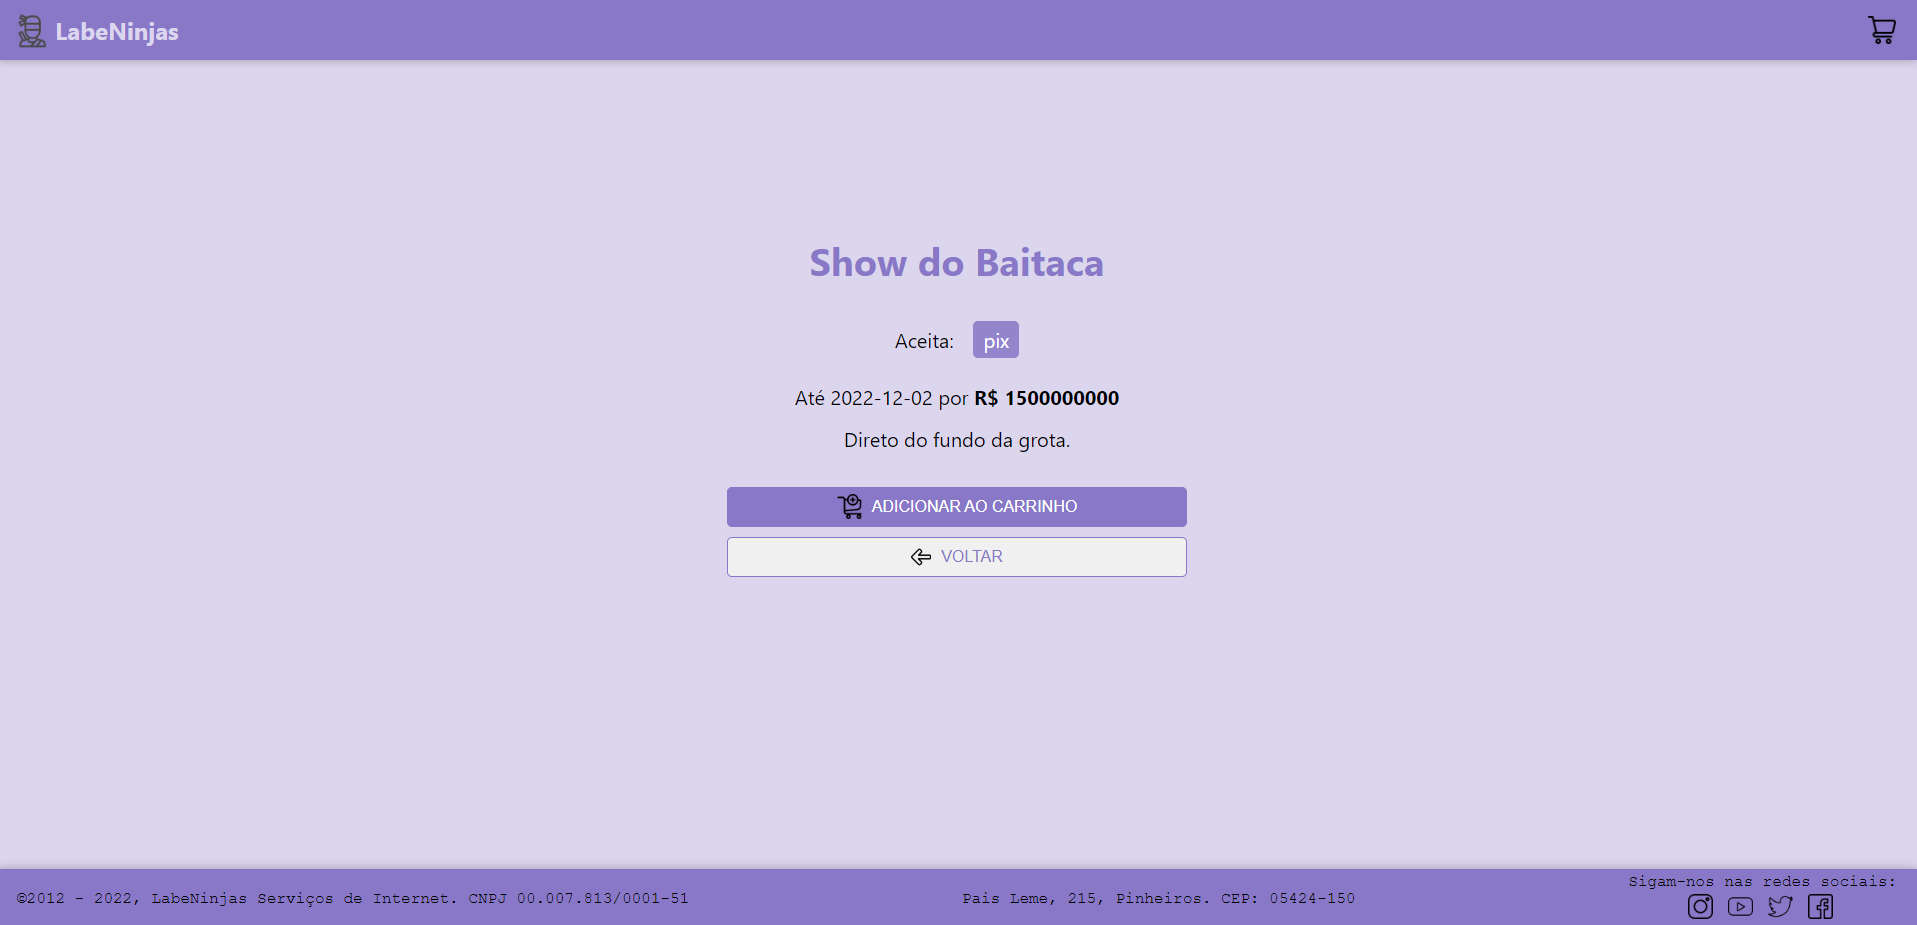 LabeNinjas
Show do Baitaca
Aceita: pix
Até 2022-12-02 por R$ 1500000000
Direto do fundo da grota.
ADICIONAR AO CARRINHO
VOLTAR
©2012 - 2022, LabeNinjas Serviços de Internet. CNPJ 00.007.813/0001-51
Pais Leme, 215, Pinheiros. CEP: 05424-150
Sigam-nos nas redes sociais: